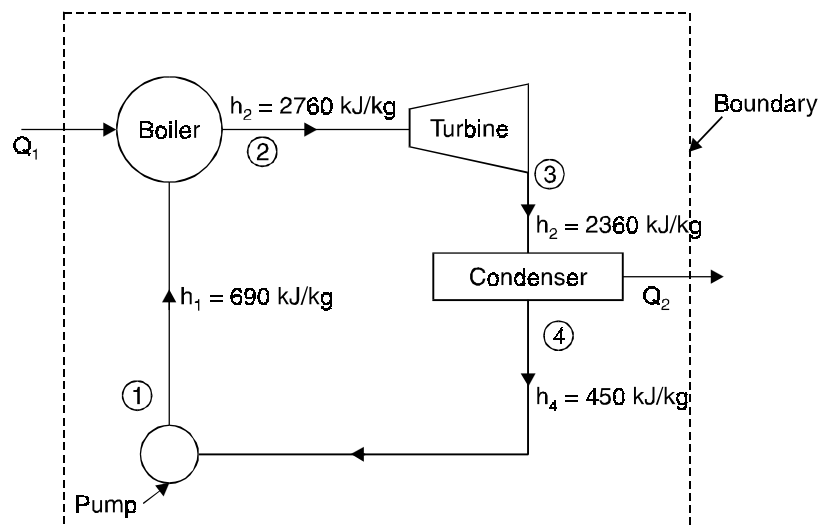 h₂ = 2760 kJ/kg
Boundary
Boiler
Turbine
Q₁
2
3
h₂ = 2360 kJ/kg
Condenser
h₁ = 690 kJ/kg
Q₂
4
1
h₄ = 450 kJ/kg
Pump